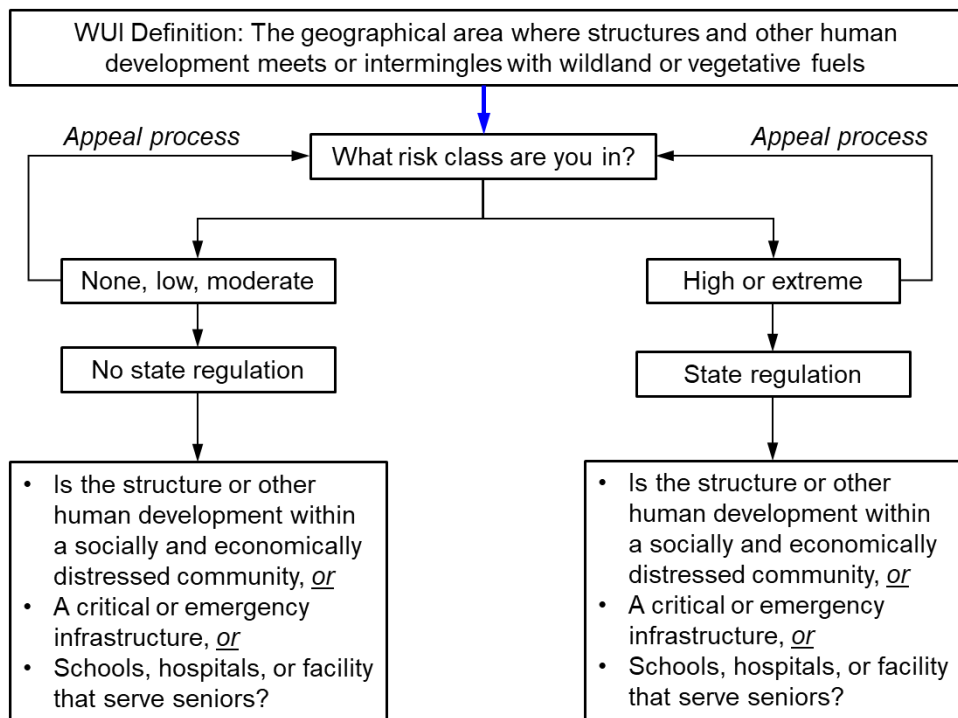 WUI Definition: The geographical area where structures and other human
development meets or intermingles with wildland or vegetative fuels
Appeal process
Appeal process
What risk class are you in?
None, low, moderate
High or extreme
No state regulation
State regulation
• Is the structure or other
human development within
a socially and economically
distressed community, or
• A critical or emergency
infrastructure, or
• Schools, hospitals, or facility
that serve seniors?
• Is the structure or other
human development within
a socially and economically
distressed community, or
• A critical or emergency
infrastructure, or
• Schools, hospitals, or facility
that serve seniors?